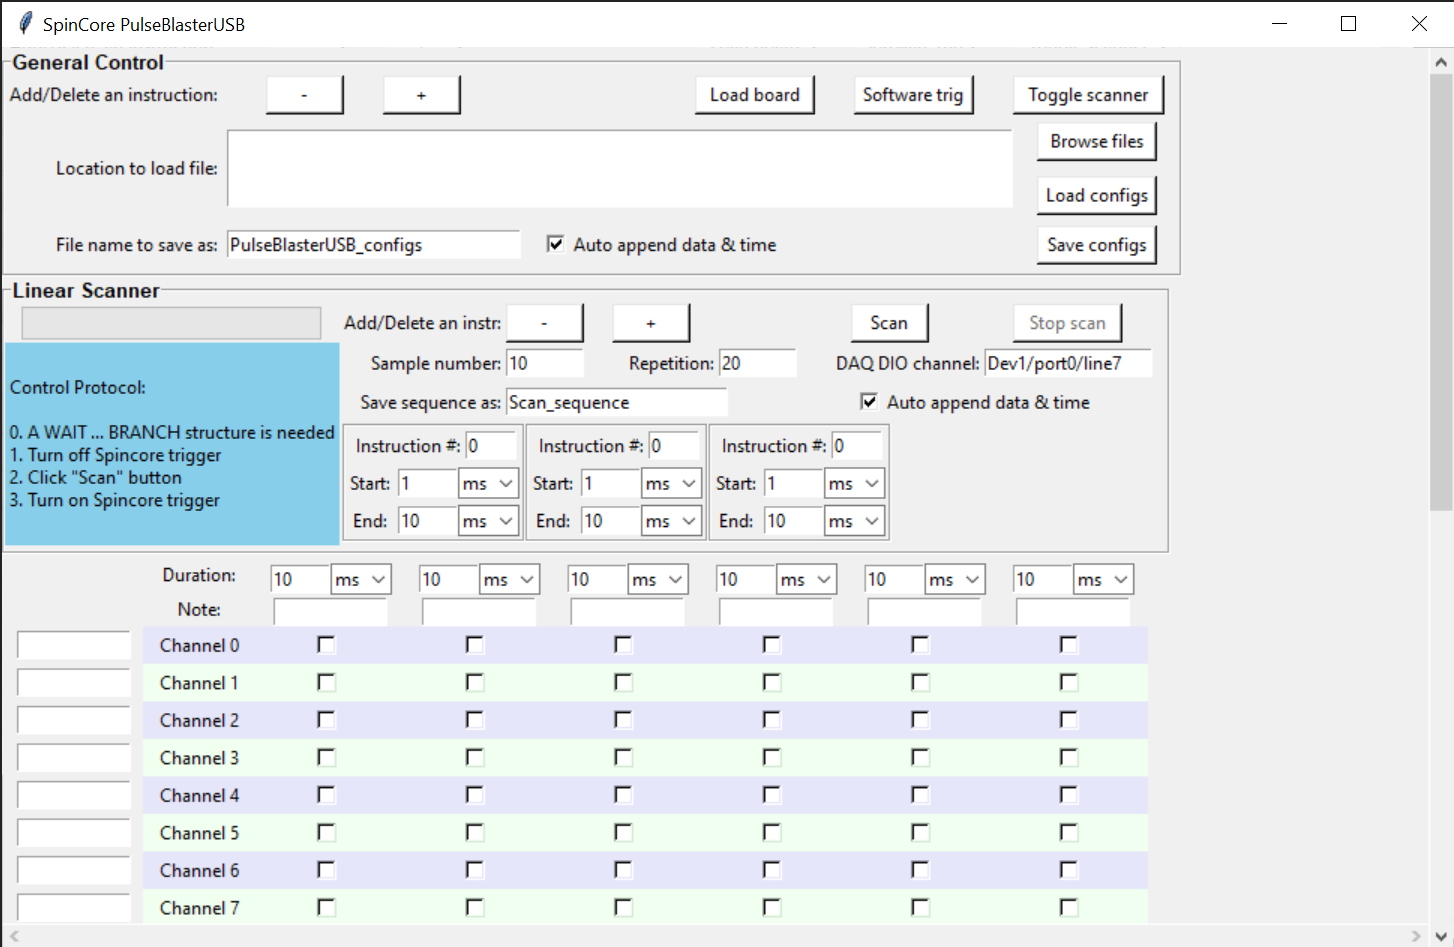 SpinCore PulseBlasterUSB
General Control
Add/Delete an instruction: - + Load board Software trig Toggle scanner
Browse files
Location to load file:
Load configs
File name to save as: PulseBlasterUSB_configs Auto append data & time Save configs
Linear Scanner
Add/Delete an instr: - + Scan Stop scan
Sample number: 10 Repetition: 20 DAQ DIO channel: Dev1/port0/line7
Save sequence as: Scan_sequence Auto append data & time
Control Protocol:
0. A WAIT ... BRANCH structure is needed
1. Turn off Spincore trigger
2. Click "Scan" button
3. Turn on Spincore trigger
Instruction #: 0 Instruction #: 0 Instruction #: 0
Start: 1 ms Start: 1 ms Start: 1 ms
End: 10 ms End: 10 ms End: 10 ms
Duration: 10 ms 10 ms 10 ms 10 ms 10 ms 10 ms
Note:
Channel 0
Channel 1
Channel 2
Channel 3
Channel 4
Channel 5
Channel 6
Channel 7